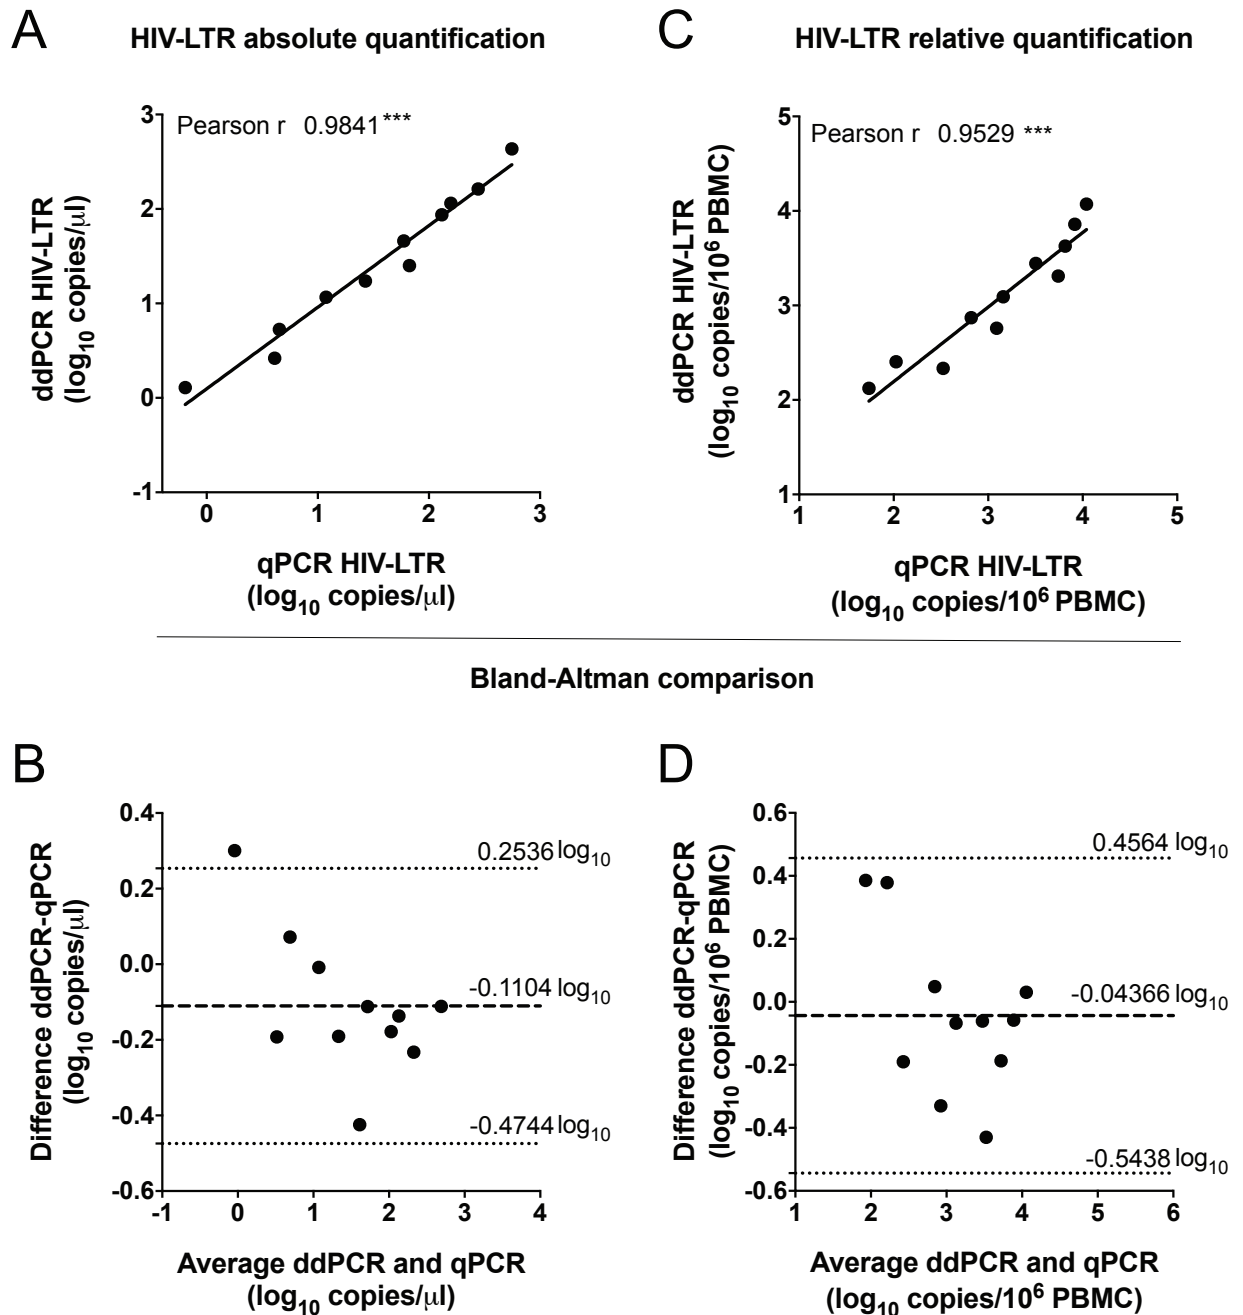 A
HIV-LTR absolute quantification
Pearson r 0.9841 ***
3
2
1
0
-1
0 1 2 3
ddPCR HIV-LTR
(log10 copies/μl)
qPCR HIV-LTR
(log10 copies/μl)
C
HIV-LTR relative quantification
Pearson r 0.9529 ***
5
4
3
2
1
1 2 3 4 5
ddPCR HIV-LTR
(log10 copies/10^6 PBMC)
qPCR HIV-LTR
(log10 copies/10^6 PBMC)
Bland-Altman comparison
B
0.4
0.2
0.0
-0.2
-0.4
-0.6
-1 0 1 2 3 4
0.2536 log10
-0.1104 log10
-0.4744 log10
Difference ddPCR-qPCR
(log10 copies/μl)
Average ddPCR and qPCR
(log10 copies/μl)
D
0.6
0.4
0.2
0.0
-0.2
-0.4
-0.6
1 2 3 4 5 6
0.4564 log10
-0.04366 log10
-0.5438 log10
Difference ddPCR-qPCR
(log10 copies/10^6 PBMC)
Average ddPCR and qPCR
(log10 copies/10^6 PBMC)